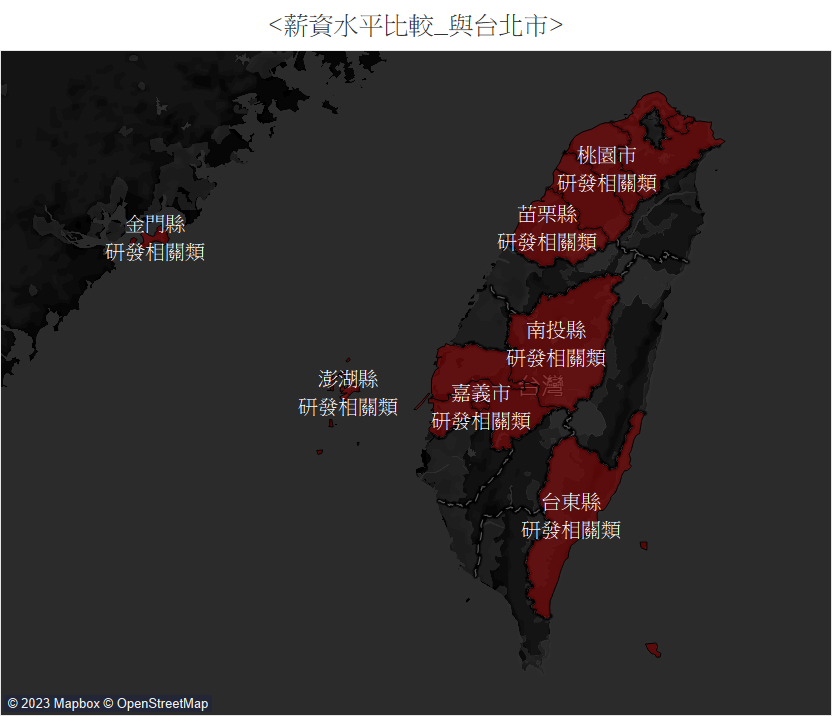 <薪資水平比較_與台北市>
桃園市
研發相關類
苗栗縣
研發相關類
金門縣
研發相關類
南投縣
研發相關類
澎湖縣
研發相關類
台灣
嘉義市
研發相關類
台東縣
研發相關類
© 2023 Mapbox © OpenStreetMap